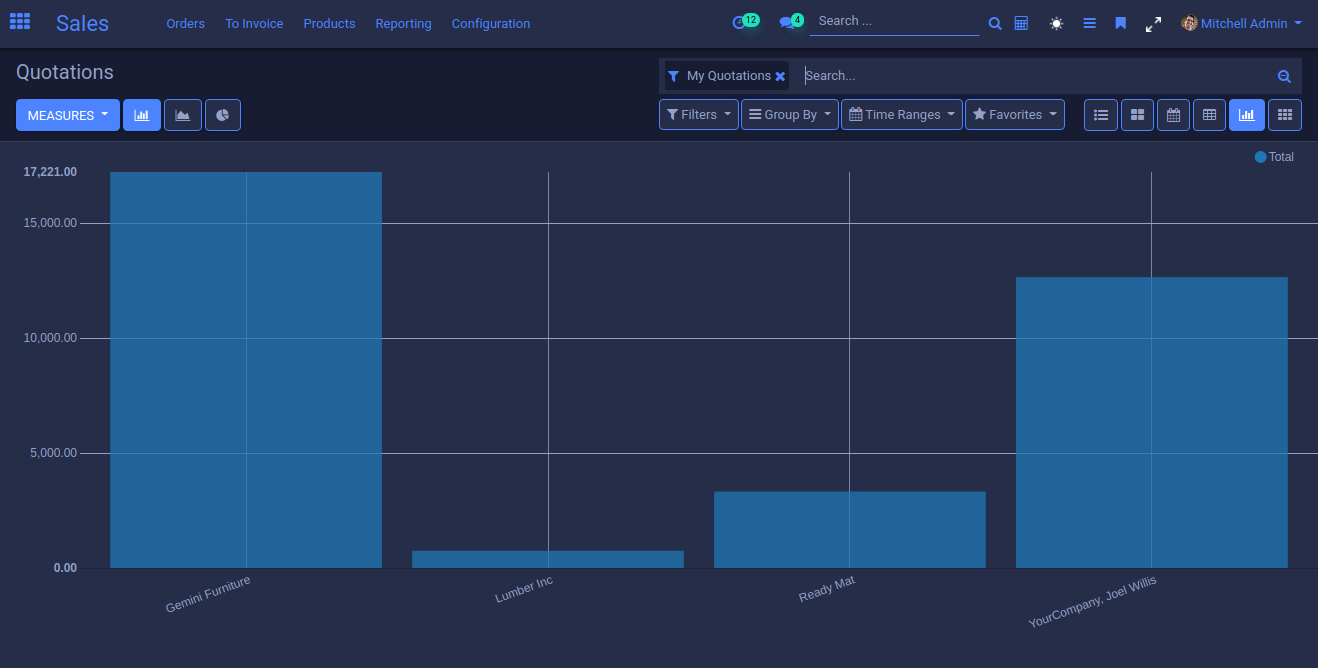 Sales Orders To Invoice Products Reporting Configuration 12 4 Search ... Mitchell Admin
Quotations
My Quotations Search...
MEASURES Filters Group By Time Ranges Favorites
Total
17,221.00
15,000.00
10,000.00
5,000.00
0.00
Gemini Furniture Lumber Inc Ready Mat YourCompany, Joel Willis